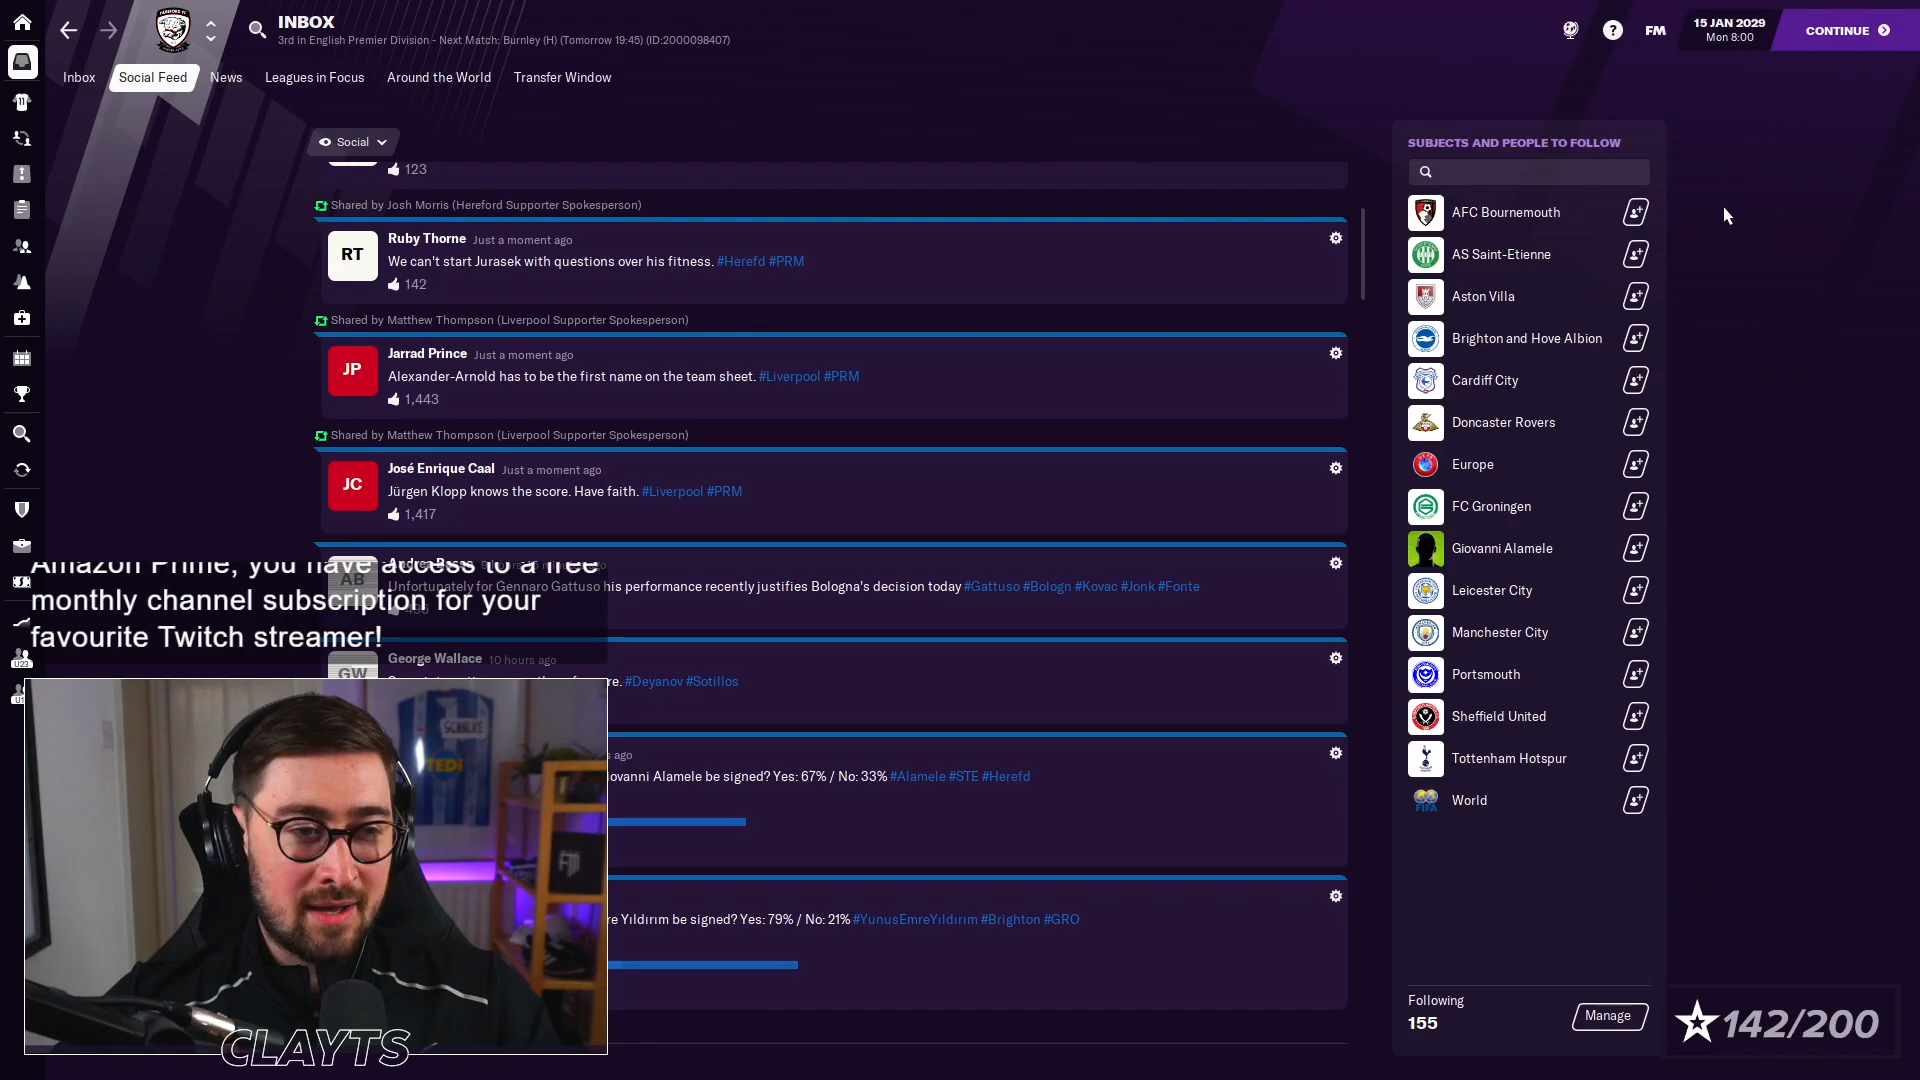 INBOX
3rd in English Premier Division - Next Match: Burnley (H) (Tomorrow 19:45) (ID:2000098407)
FM
15 JAN 2029
Mon 8:00
CONTINUE
Inbox
Social Feed
News
Leagues in Focus
Around the World
Transfer Window
Social
123
Shared by Josh Morris (Hereford Supporter Spokesperson)
RT
Ruby Thorne Just a moment ago
We can't start Jurasek with questions over his fitness. #Herefd #PRM
142
Shared by Matthew Thompson (Liverpool Supporter Spokesperson)
JP
Jarrad Prince Just a moment ago
Alexander-Arnold has to be the first name on the team sheet. #Liverpool #PRM
1,443
Shared by Matthew Thompson (Liverpool Supporter Spokesperson)
JC
José Enrique Caal Just a moment ago
Jürgen Klopp knows the score. Have faith. #Liverpool #PRM
1,417
AB
Unfortunately for Gennaro Gattuso his performance recently justifies Bologna's decision today #Gattuso #Bologn #Kovac #Jonk #Fonte
Amazon Prime, you have access to a free
monthly channel subscription for your
favourite Twitch streamer!
GW
George Wallace 10 hours ago
re. #Deyanov #Sotillos
s ago
iovanni Alamele be signed? Yes: 67% / No: 33% #Alamele #STE #Herefd
re Yıldırım be signed? Yes: 79% / No: 21% #YunusEmreYıldırım #Brighton #GRO
U23
SCHALKE
TEDi
FM
CLAYTS
SUBJECTS AND PEOPLE TO FOLLOW
AFC Bournemouth
AS Saint-Etienne
Aston Villa
Brighton and Hove Albion
Cardiff City
Doncaster Rovers
Europe
FC Groningen
Giovanni Alamele
Leicester City
Manchester City
Portsmouth
Sheffield United
Tottenham Hotspur
FIFA
World
Following
155
Manage
142/200